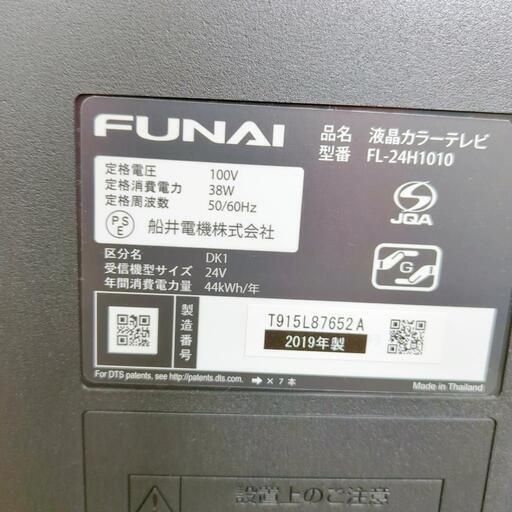 FUNAI
品名 液晶カラーテレビ
型番 FL-24H1010
定格電圧 100V
定格消費電力 38W
定格周波数 50/60Hz
PSE 船井電機株式会社
JQA
区分名 DK1
受信機型サイズ 24V
年間消費電力量 44kWh/年
G
製造番号
T915L87652A
2019年製
For DTS patents, see http://patents.dts.com. ➔×7本
Made in Thailand
設置上のご注意